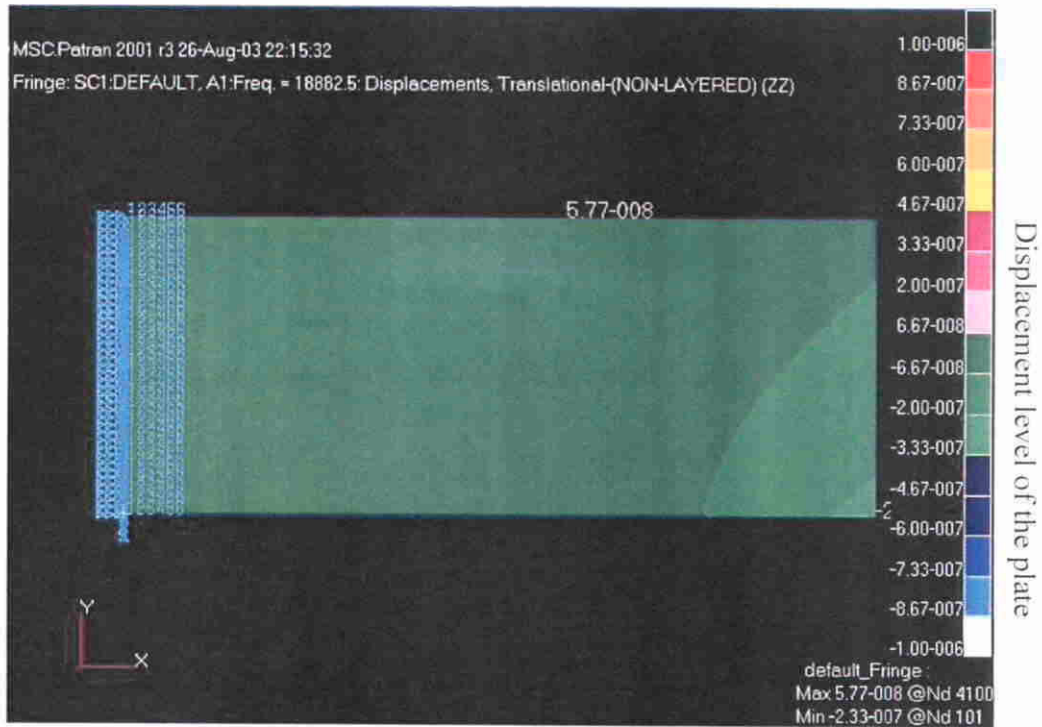 MSC.Patran 2001 r3 26-Aug-03 22:15:32
Fringe: SC1:DEFAULT, A1:Freq. = 18882.5: Displacements, Translational-(NON-LAYERED) (ZZ)
1.00-006
8.67-007
7.33-007
6.00-007
4.67-007
3.33-007
2.00-007
6.67-008
-6.67-008
-2.00-007
-3.33-007
-4.67-007
-6.00-007
-7.33-007
-8.67-007
-1.00-006
123456
5.77-008
-2
Y
X
default_Fringe :
Max 5.77-008 @Nd 4100
Min -2.33-007 @Nd 101
Displacement level of the plate